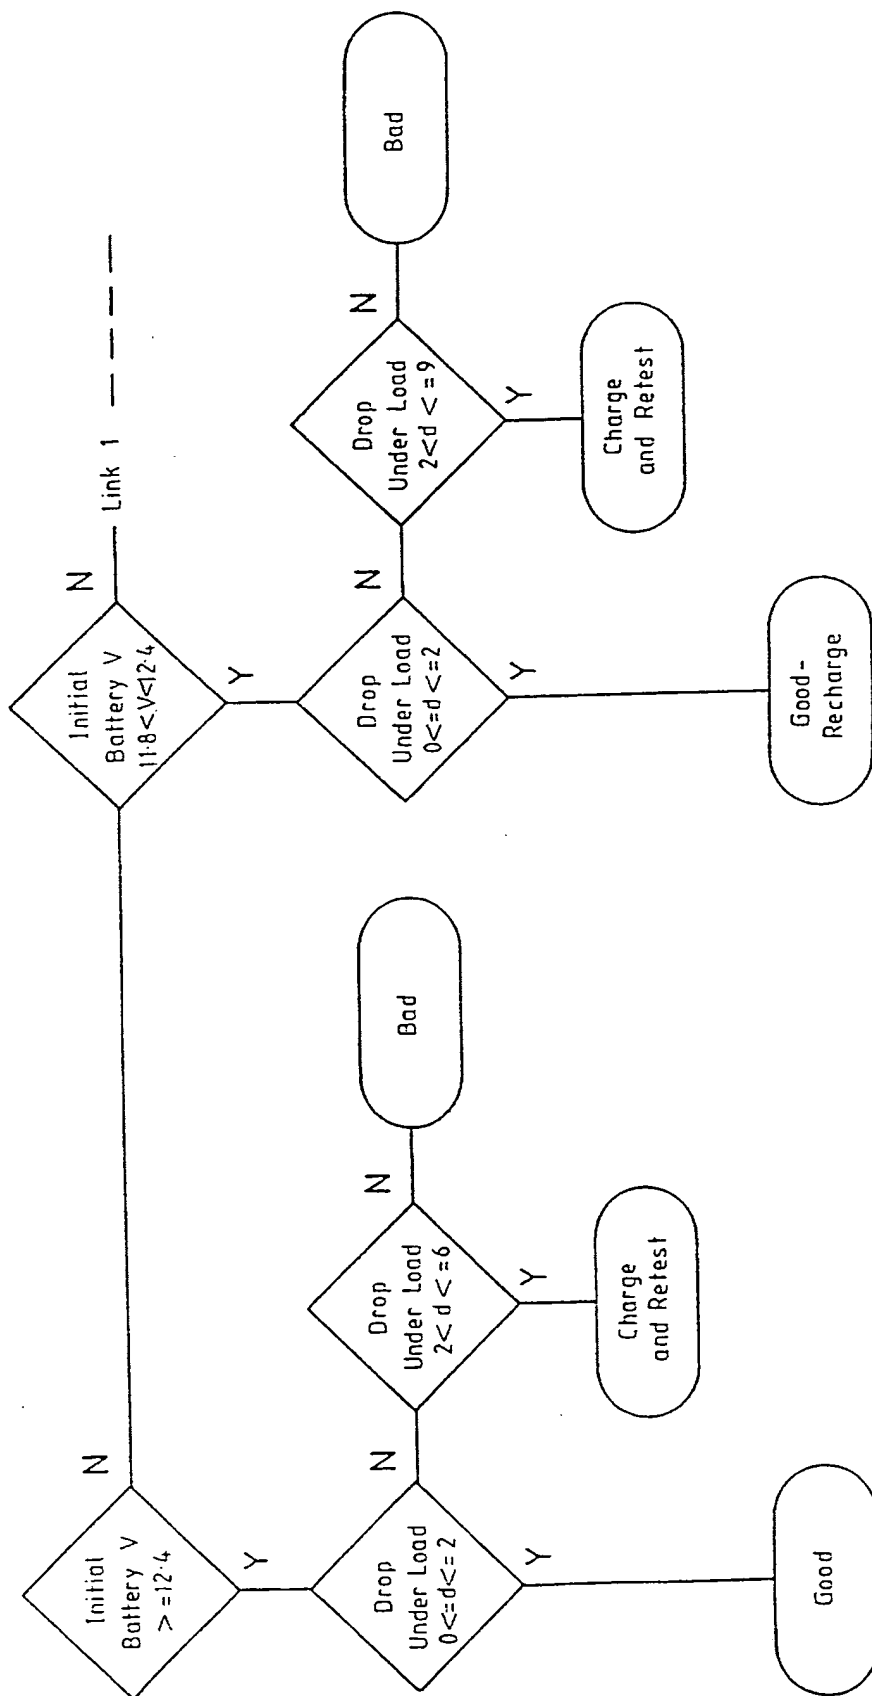 Initial
Battery V
>=12·4
N
Y
Initial
Battery V
11·8<V<12·4
N
Link 1
Y
Drop
Under Load
0<=d<=2
N
Y
Drop
Under Load
2<d<=6
N
Y
Bad
Charge
and Retest
Good
Drop
Under Load
0<=d<=2
N
Y
Drop
Under Load
2<d<=9
N
Y
Bad
Charge
and Retest
Good-
Recharge